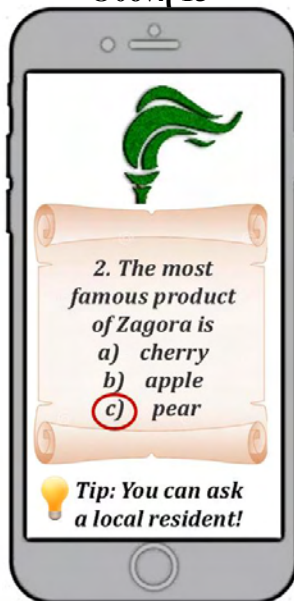 2. The most
famous product
of Zagora is
a) cherry
b) apple
c) pear
Tip: You can ask
a local resident!